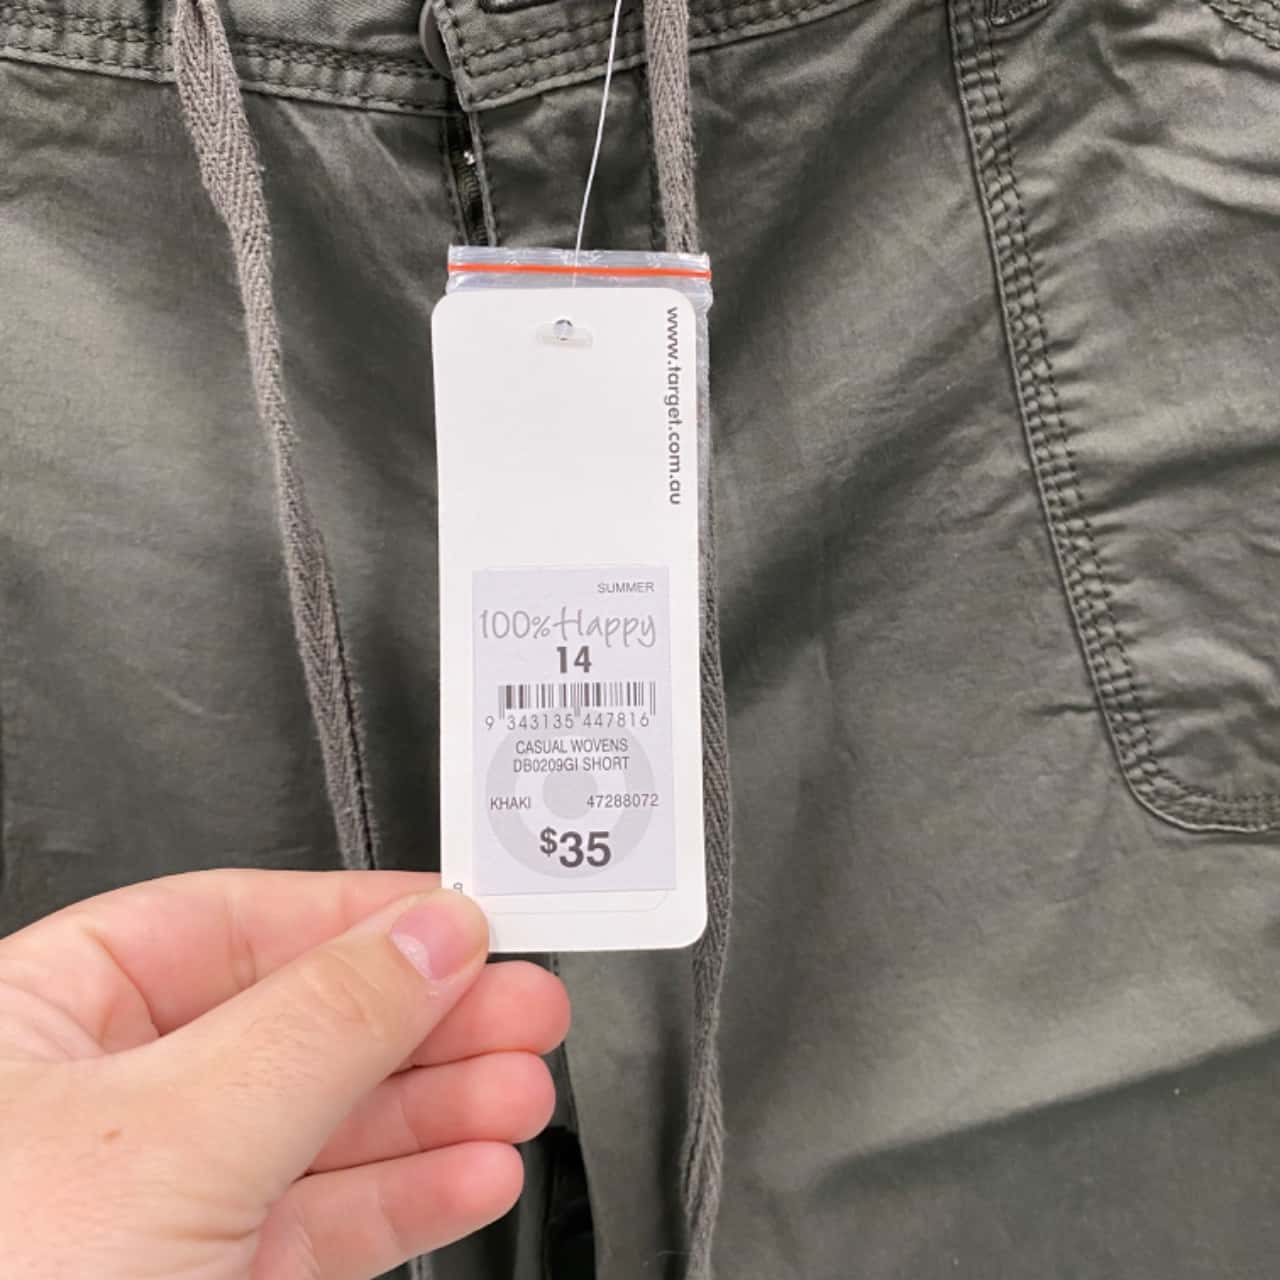 www.target.com.au
SUMMER
100% Happy
14
9 343135 447816
CASUAL WOVENS
DB0209GI SHORT
KHAKI 47288072
$35